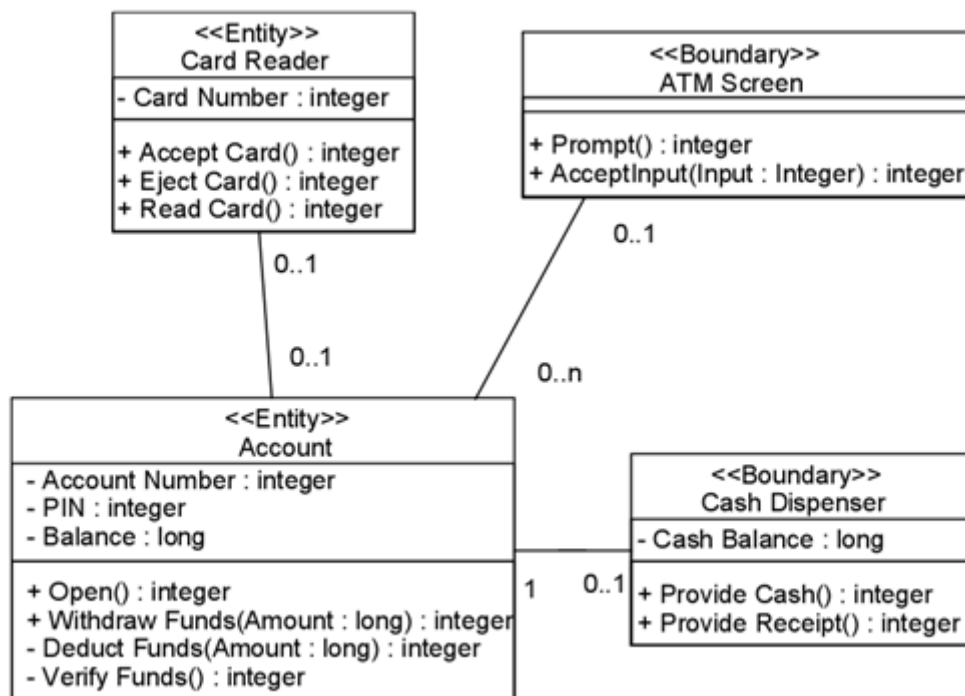 <<Entity>>
Card Reader
- Card Number : integer
+ Accept Card() : integer
+ Eject Card() : integer
+ Read Card() : integer
<<Boundary>>
ATM Screen
+ Prompt() : integer
+ AcceptInput(Input : Integer) : integer
0..1
0..1
0..1
0..n
<<Entity>>
Account
- Account Number : integer
- PIN : integer
- Balance : long
+ Open() : integer
+ Withdraw Funds(Amount : long) : integer
- Deduct Funds(Amount : long) : integer
- Verify Funds() : integer
1
0..1
<<Boundary>>
Cash Dispenser
- Cash Balance : long
+ Provide Cash() : integer
+ Provide Receipt() : integer